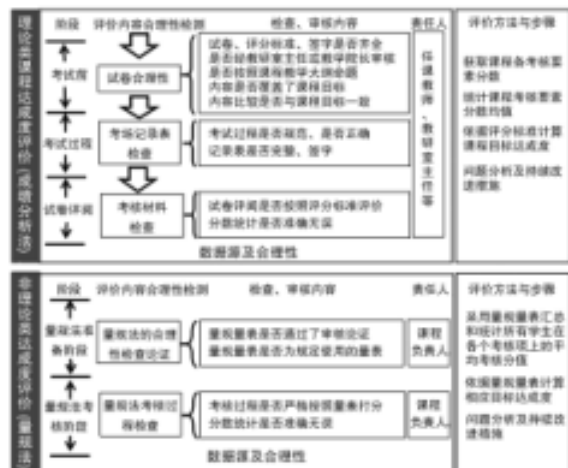 理论类课程达成度评价（成绩分析法）
阶段 评价内容合理性检测 检查、审核内容 责任人 评价方法与步骤
考试前
试卷合理性
试卷、评分标准、签字是否齐全
是否经教研室主任或教学院长审核
是否按照课程教学大纲命题
内容是否覆盖了课程目标
内容比较是否与课程目标一致
考试过程
考场记录表
检查
考试过程是否规范、是否正确
记录表是否完整、签字
试卷评阅
考核材料
检查
试卷评阅是否按照评分标准评价
分数统计是否准确无误
任课教师、教研室主任等
数据源及合理性
获取课程各考核要
素分数
统计课程考核要素
分数均值
依据评分标准计算
课程目标达成度
问题分析及持续改
进措施
非理论类达成度评价（量规法）
阶段 评价内容合理性检测 检查、审核内容 责任人 评价方法与步骤
量规法准
备阶段
量规法的合理
性检查论证
量规量表是否通过了审核论证
量规量表是否为规定使用的量表
课程
负责人
量规法考
核阶段
量规法考核过
程检查
考核过程是否严格按照量表打分
分数统计是否准确无误
课程
负责人
数据源及合理性
采用量规量表汇总
和统计所有学生在
各个考核项上的平
均考核分值
依据量规量表计算
相应目标达成度
问题分析及持续改
进措施